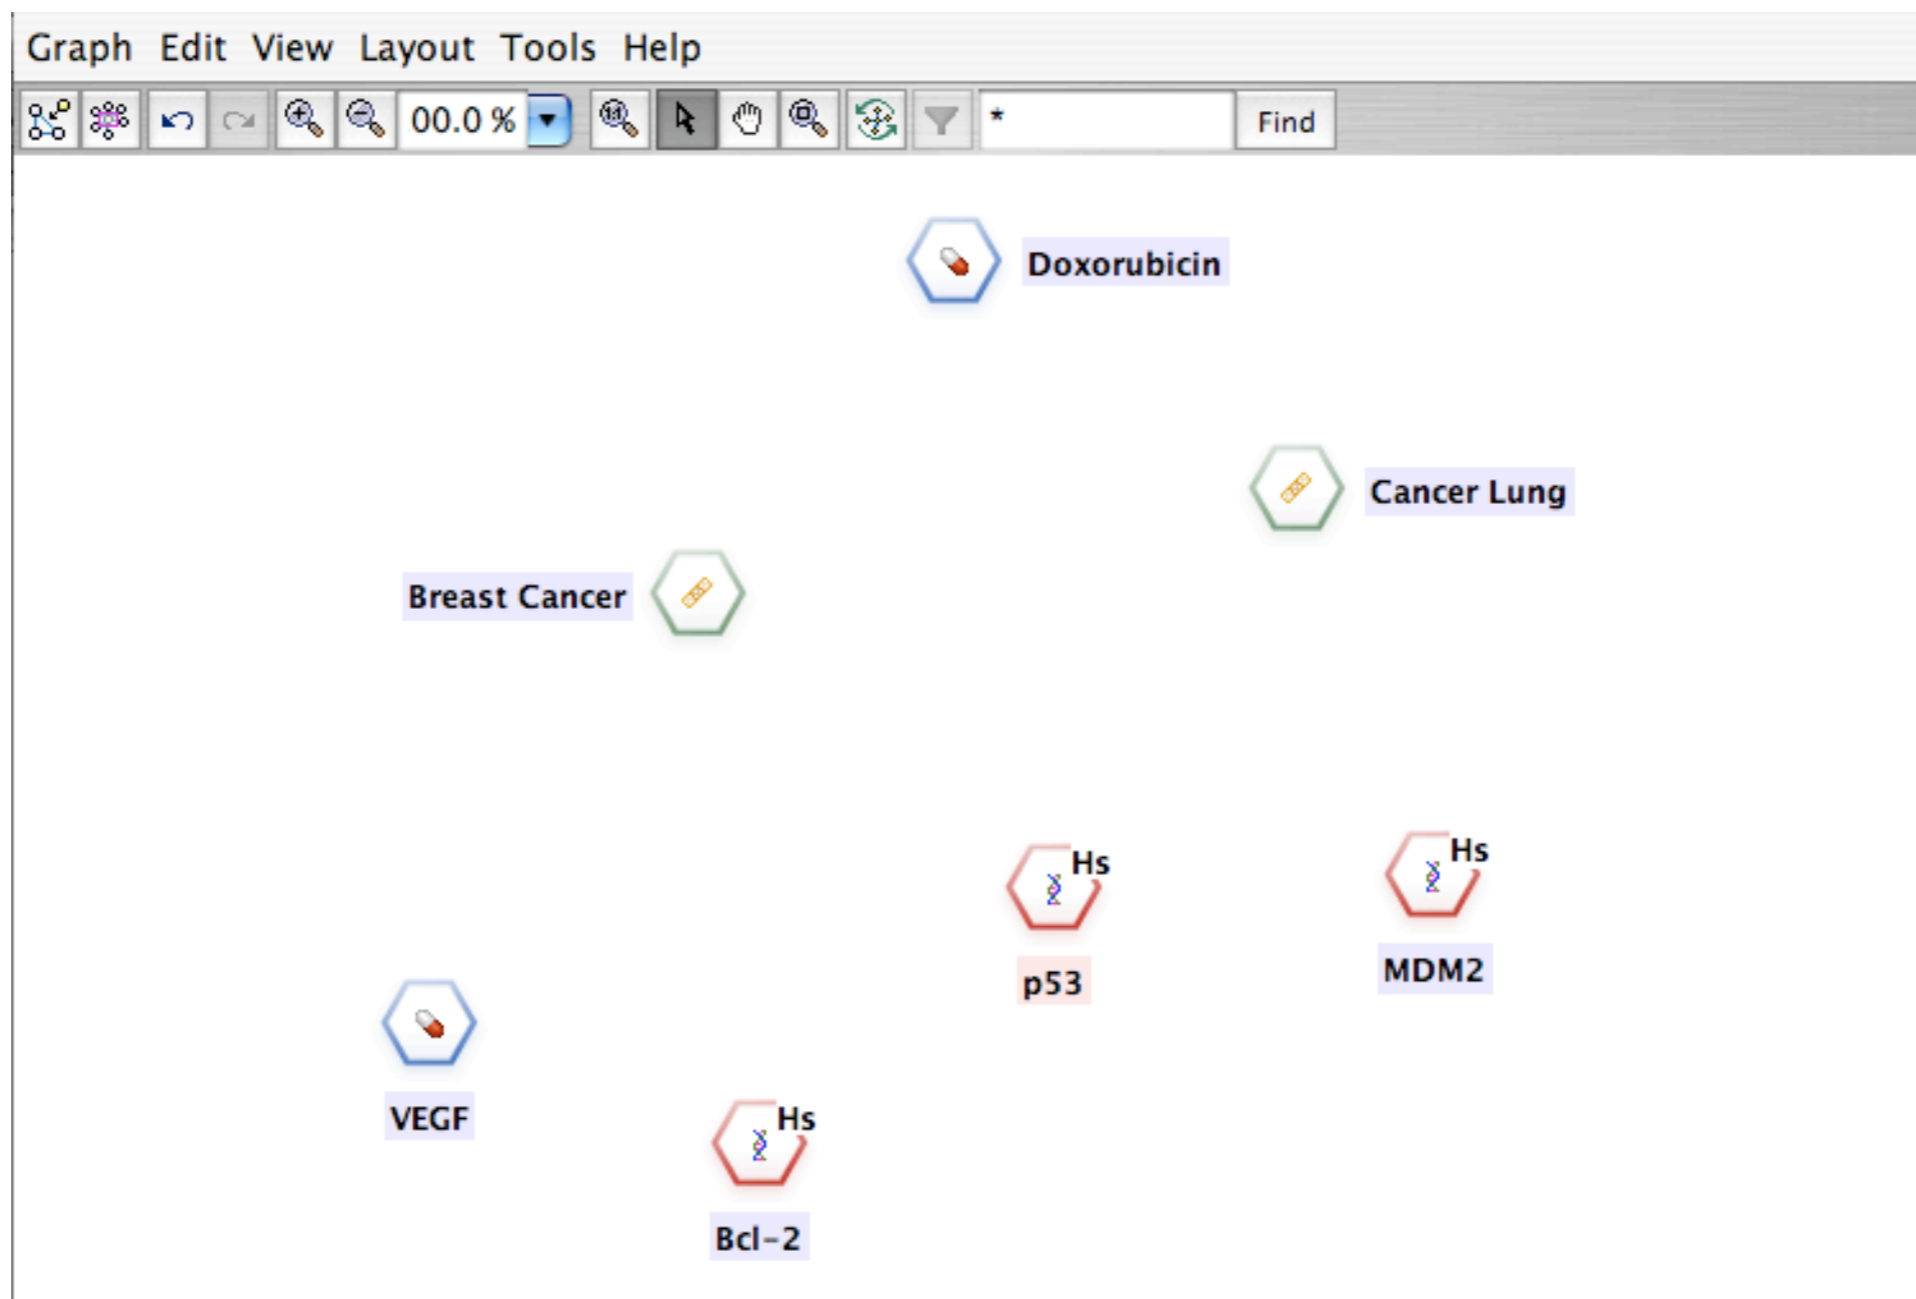 Graph Edit View Layout Tools Help
00.0 % * Find
Doxorubicin
Cancer Lung
Breast Cancer
Hs
Hs
p53
MDM2
VEGF
Hs
Bcl-2